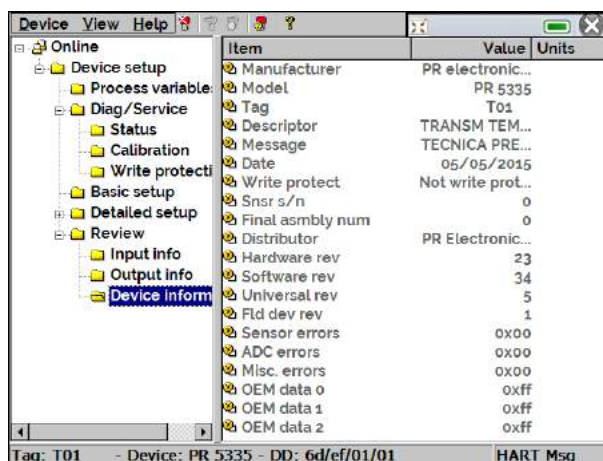 Device View Help
Online
Device setup
Process variable
Diag/Service
Status
Calibration
Write protecti
Basic setup
Detailed setup
Review
Input info
Output info
Device inform
Item Value Units
Manufacturer PR electronic...
Model PR 5335
Tag T01
Descriptor TRANSM TEM...
Message TECNICA PRE...
Date 05/05/2015
Write protect Not write prot...
Snsr s/n 0
Final asmbly num 0
Distributor PR Electronic...
Hardware rev 23
Software rev 34
Universal rev 5
Fld dev rev 1
Sensor errors 0x00
ADC errors 0x00
Misc. errors 0x00
OEM data 0 0xff
OEM data 1 0xff
OEM data 2 0xff
Tag: T01 - Device: PR 5335 - DD: 6d/ef/01/01 HART Msg